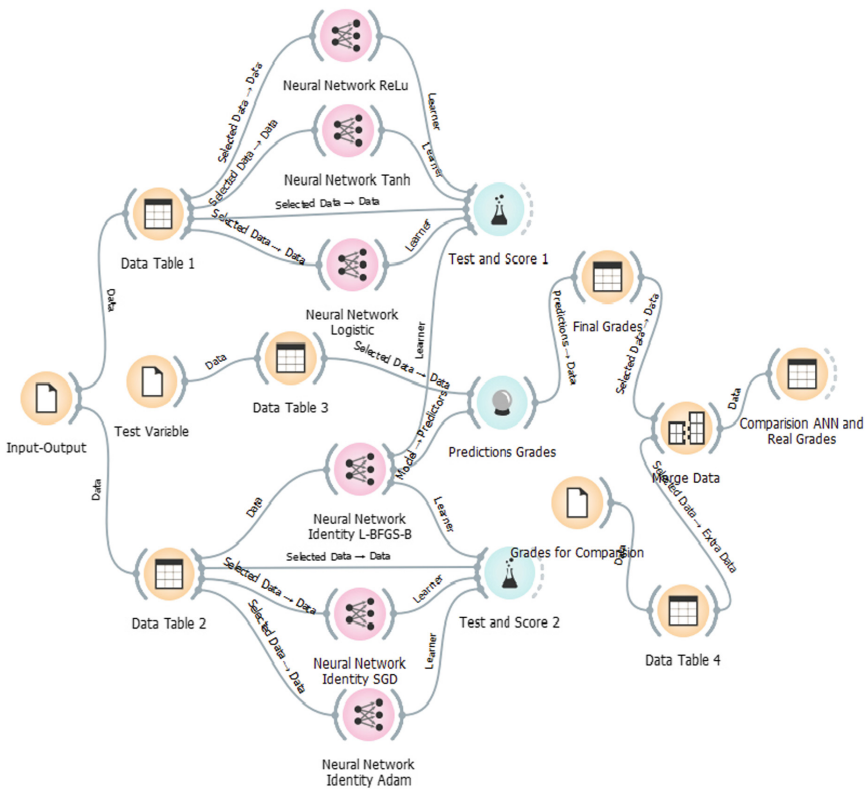 Neural Network ReLu
Selected Data → Data
Learner
Neural Network Tanh
Selected Data → Data
Learner
Data Table 1
Selected Data → Data
Test and Score 1
Selected Data → Data
Learner
Neural Network
Logistic
Data
Learner
Input-Output
Test Variable
Data
Data Table 3
Selected Data → Data
Predictions Grades
Model → Predictors
Predictions → Data
Final Grades
Selected Data → Data
Merge Data
Data
Comparision ANN and
Real Grades
Data
Data
Neural Network
Identity L-BFGS-B
Learner
Data Table 2
Selected Data → Data
Test and Score 2
Selected Data → Data
Learner
Neural Network
Identity SGD
Selected Data → Data
Learner
Neural Network
Identity Adam
Grades for Comparsion
Data
Selected Data → Extra Data
Data Table 4